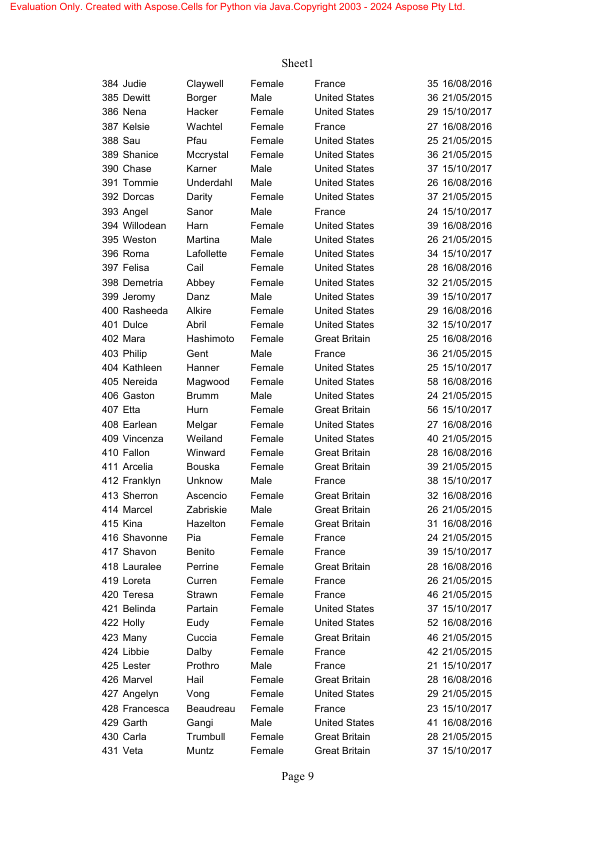 Evaluation Only. Created with Aspose.Cells for Python via Java.Copyright 2003 - 2024 Aspose Pty Ltd.
Sheet1
384 Judie Claywell Female France 35 16/08/2016
385 Dewitt Borger Male United States 36 21/05/2015
386 Nena Hacker Female United States 29 15/10/2017
387 Kelsie Wachtel Female France 27 16/08/2016
388 Sau Pfau Female United States 25 21/05/2015
389 Shanice Mccrystal Female United States 36 21/05/2015
390 Chase Karner Male United States 37 15/10/2017
391 Tommie Underdahl Male United States 26 16/08/2016
392 Dorcas Darity Female United States 37 21/05/2015
393 Angel Sanor Male France 24 15/10/2017
394 Willodean Harn Female United States 39 16/08/2016
395 Weston Martina Male United States 26 21/05/2015
396 Roma Lafollette Female United States 34 15/10/2017
397 Felisa Cail Female United States 28 16/08/2016
398 Demetria Abbey Female United States 32 21/05/2015
399 Jeromy Danz Male United States 39 15/10/2017
400 Rasheeda Alkire Female United States 29 16/08/2016
401 Dulce Abril Female United States 32 15/10/2017
402 Mara Hashimoto Female Great Britain 25 16/08/2016
403 Philip Gent Male France 36 21/05/2015
404 Kathleen Hanner Female United States 25 15/10/2017
405 Nereida Magwood Female United States 58 16/08/2016
406 Gaston Brumm Male United States 24 21/05/2015
407 Etta Hurn Female Great Britain 56 15/10/2017
408 Earlean Melgar Female United States 27 16/08/2016
409 Vincenza Weiland Female United States 40 21/05/2015
410 Fallon Winward Female Great Britain 28 16/08/2016
411 Arcelia Bouska Female Great Britain 39 21/05/2015
412 Franklyn Unknow Male France 38 15/10/2017
413 Sherron Ascencio Female Great Britain 32 16/08/2016
414 Marcel Zabriskie Male Great Britain 26 21/05/2015
415 Kina Hazelton Female Great Britain 31 16/08/2016
416 Shavonne Pia Female France 24 21/05/2015
417 Shavon Benito Female France 39 15/10/2017
418 Lauralee Perrine Female Great Britain 28 16/08/2016
419 Loreta Curren Female France 26 21/05/2015
420 Teresa Strawn Female France 46 21/05/2015
421 Belinda Partain Female United States 37 15/10/2017
422 Holly Eudy Female United States 52 16/08/2016
423 Many Cuccia Female Great Britain 46 21/05/2015
424 Libbie Dalby Female France 42 21/05/2015
425 Lester Prothro Male France 21 15/10/2017
426 Marvel Hail Female Great Britain 28 16/08/2016
427 Angelyn Vong Female United States 29 21/05/2015
428 Francesca Beaudreau Female France 23 15/10/2017
429 Garth Gangi Male United States 41 16/08/2016
430 Carla Trumbull Female Great Britain 28 21/05/2015
431 Veta Muntz Female Great Britain 37 15/10/2017
Page 9